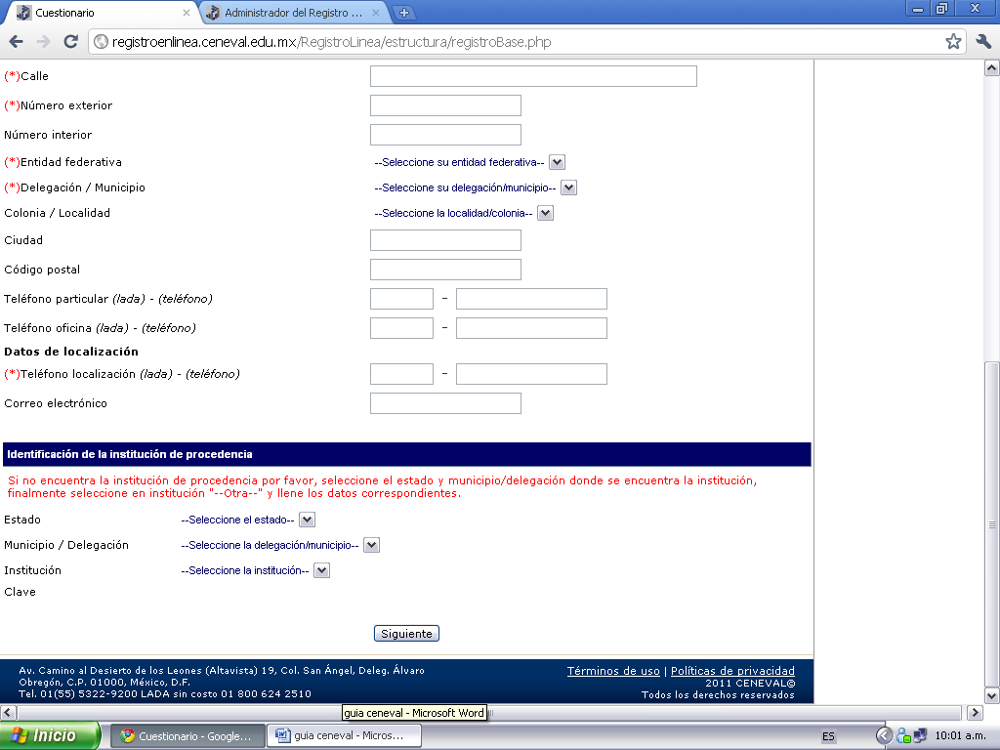 Cuestionario
Administrador del Registro ...
registroenlinea.ceneval.edu.mx/RegistroLinea/estructura/registroBase.php
(*)Calle
(*)Número exterior
Número interior
(*)Entidad federativa --Seleccione su entidad federativa--
(*)Delegación / Municipio --Seleccione su delegación/municipio--
Colonia / Localidad --Seleccione la localidad/colonia--
Ciudad
Código postal
Teléfono particular (lada) - (teléfono) -
Teléfono oficina (lada) - (teléfono) -
Datos de localización
(*)Teléfono localización (lada) - (teléfono) -
Correo electrónico
Identificación de la institución de procedencia
Si no encuentra la institución de procedencia por favor, seleccione el estado y municipio/delegación donde se encuentra la institución,
finalmente seleccione en institución "--Otra--" y llene los datos correspondientes.
Estado --Seleccione el estado--
Municipio / Delegación --Seleccione la delegación/municipio--
Institución --Seleccione la institución--
Clave
Siguiente
Av. Camino al Desierto de los Leones (Altavista) 19, Col. San Ángel, Deleg. Álvaro
Obregón, C.P. 01000, México, D.F.
Tel. 01(55) 5322-9200 LADA sin costo 01 800 624 2510
Términos de uso | Políticas de privacidad
2011 CENEVAL©
Todos los derechos reservados
guia ceneval - Microsoft Word
Inicio
Cuestionario - Google...
guia ceneval - Micros...
ES
10:01 a.m.